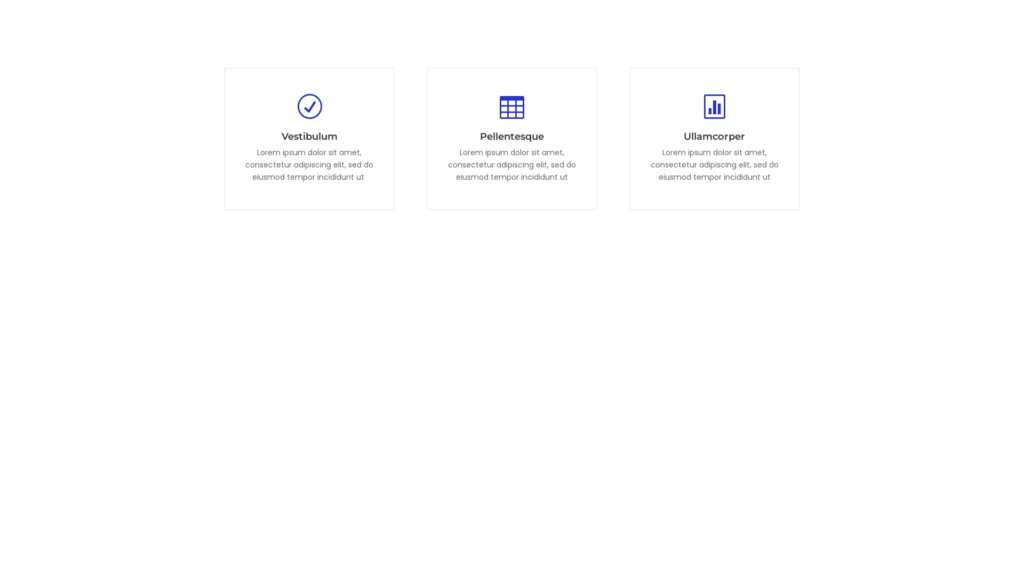 Vestibulum
Lorem ipsum dolor sit amet,
consectetur adipiscing elit, sed do
eiusmod tempor incididunt ut
Pellentesque
Lorem ipsum dolor sit amet,
consectetur adipiscing elit, sed do
eiusmod tempor incididunt ut
Ullamcorper
Lorem ipsum dolor sit amet,
consectetur adipiscing elit, sed do
eiusmod tempor incididunt ut